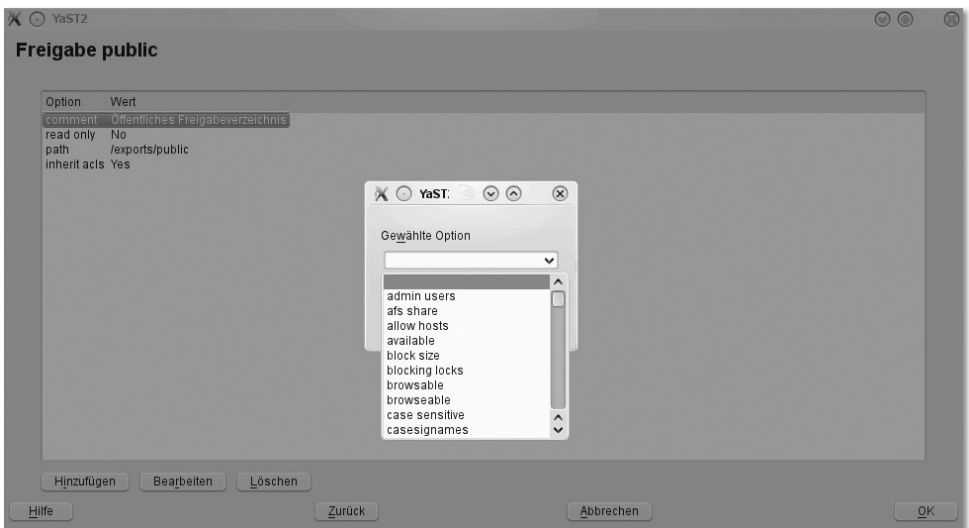 YaST2
Freigabe public
Option Wert
comment Öffentliches Freigabeverzeichnis
read only No
path /exports/public
inherit acls Yes
YaST
Gewählte Option
admin users
afs share
allow hosts
available
block size
blocking locks
browsable
browseable
case sensitive
casesignames
Hinzufügen Bearbeiten Löschen
Hilfe Zurück Abbrechen OK